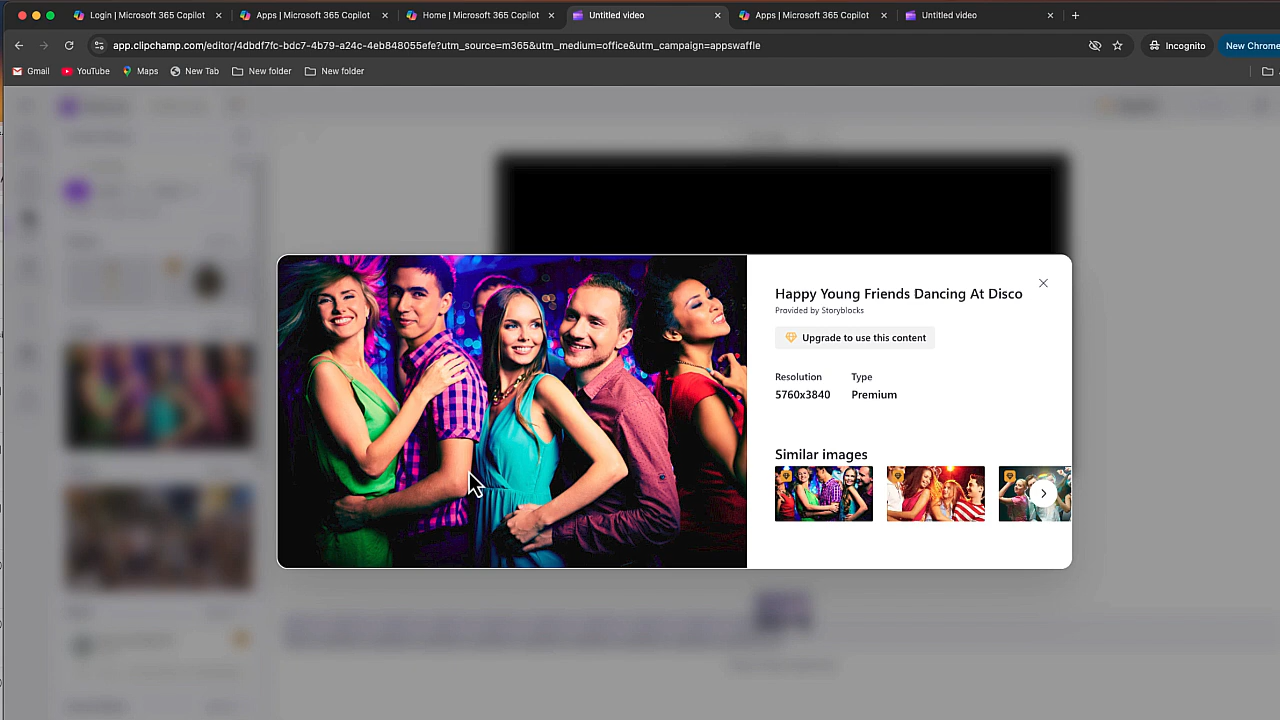 Login | Microsoft 365 Copilot
Apps | Microsoft 365 Copilot
Home | Microsoft 365 Copilot
Untitled video
Apps | Microsoft 365 Copilot
Untitled video
app.clipchamp.com/editor/4dbdf7fc-bdc7-4b79-a24c-4eb848055efe?utm_source=m365&utm_medium=office&utm_campaign=appswaffle
Incognito
New Chrome
Gmail
YouTube
Maps
New Tab
New folder
New folder
Happy Young Friends Dancing At Disco
Provided by Storyblocks
Upgrade to use this content
Resolution Type
5760x3840 Premium
Similar images